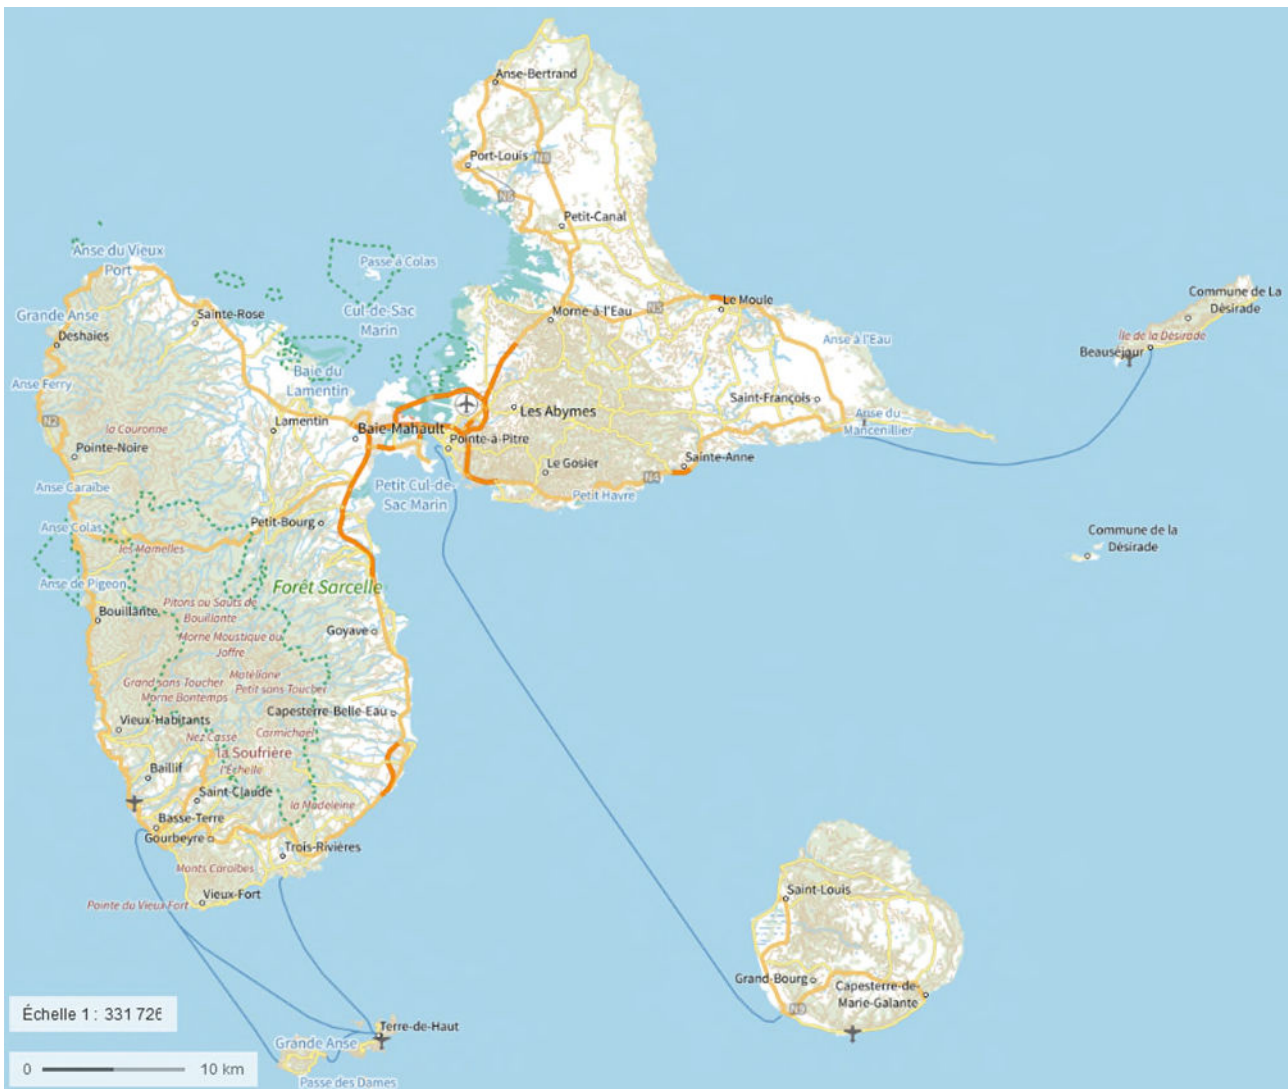 Anse-Bertrand
Port-Louis
N8
N6
Petit-Canal
Anse du Vieux
Port
Passe à Colas
Grande Anse
Sainte-Rose
Cul-de-Sac
Marin
Morne-à-l'Eau
N5
Le Moule
Commune de La
Désirade
Deshaies
Île de la Désirade
Anse à l'Eau
Beauséjour
Baie du
Lamentin
Anse Ferry
Saint-François
N2
la Couronne
Lamentin
Baie-Mahault
Les Abymes
Anse du
Mancenillier
Pointe-Noire
Pointe-à-Pitre
Le Gosier
Sainte-Anne
N4
Anse Caraïbe
Petit Cul-de-
Sac Marin
Petit Havre
Anse Colas
Petit-Bourg
Commune de la
Désirade
les Mamelles
Anse de Pigeon
Forêt Sarcelle
Pitons ou Sauts de
Bouillante
Bouillante
Morne Moustique ou
Joffre
Goyave
Matéliane
Grand sans Toucher
Petit sans Toucher
Morne Bontemps
Capesterre-Belle-Eau
Vieux-Habitants
Nez Cassé
Carmichaël
la Soufrière
l'Echelle
Baillif
Saint-Claude
la Madeleine
Basse-Terre
Gourbeyre
Trois-Rivières
Monts Caraïbes
Vieux-Fort
Pointe du Vieux-Fort
Saint-Louis
Grand-Bourg
Capesterre-de-
Marie-Galante
N9
Échelle 1 : 331 726
Terre-de-Haut
Grande Anse
0 10 km
Passe des Dames